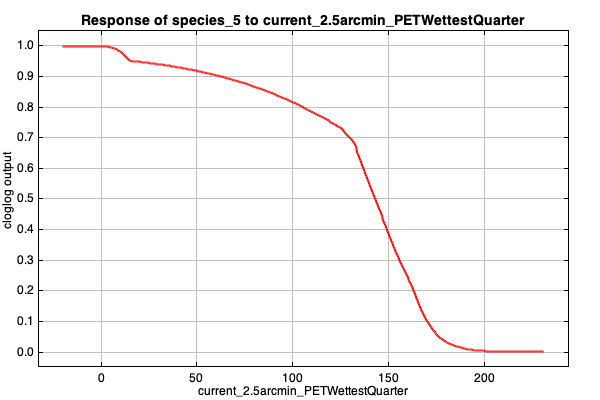 Response of species_5 to current_2.5arcmin_PETWettestQuarter
1.0
0.9
0.8
0.7
0.6
0.5
0.4
0.3
0.2
0.1
0.0
cloglog output
0 50 100 150 200
current_2.5arcmin_PETWettestQuarter